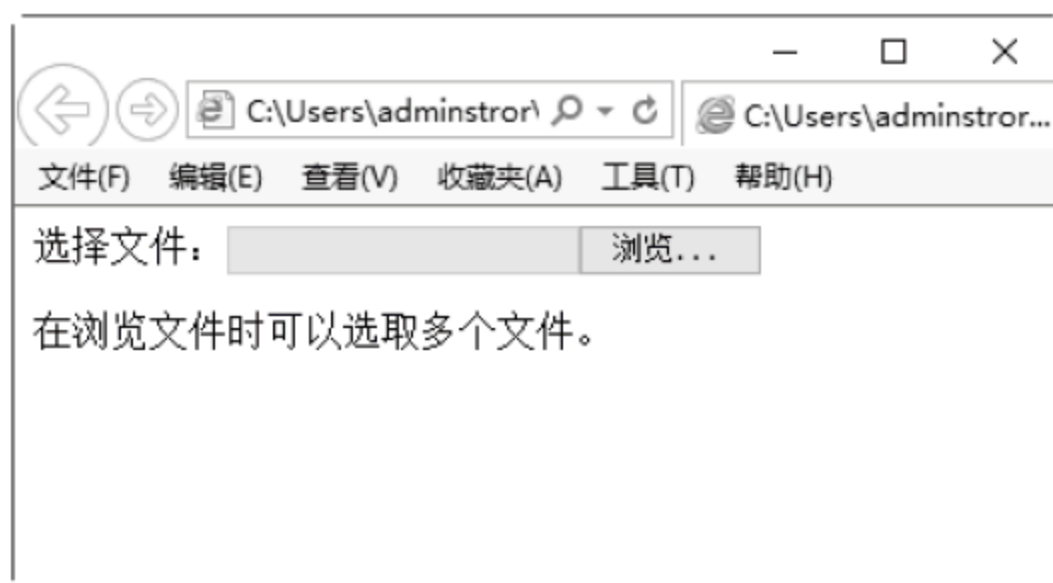 C:\Users\adminstror\
C:\Users\adminstror...
文件(F) 编辑(E) 查看(V) 收藏夹(A) 工具(T) 帮助(H)
选择文件： 浏览...
在浏览文件时可以选取多个文件。